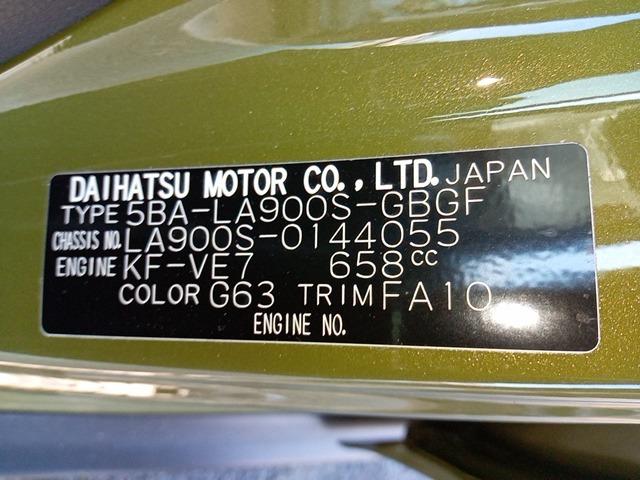 DAIHATSU MOTOR CO., LTD. JAPAN
TYPE 5BA-LA900S-GBGF
CHASSIS NO. LA900S-0144055
ENGINE KF-VE7 658CC
COLOR G63 TRIM FA10
ENGINE NO.